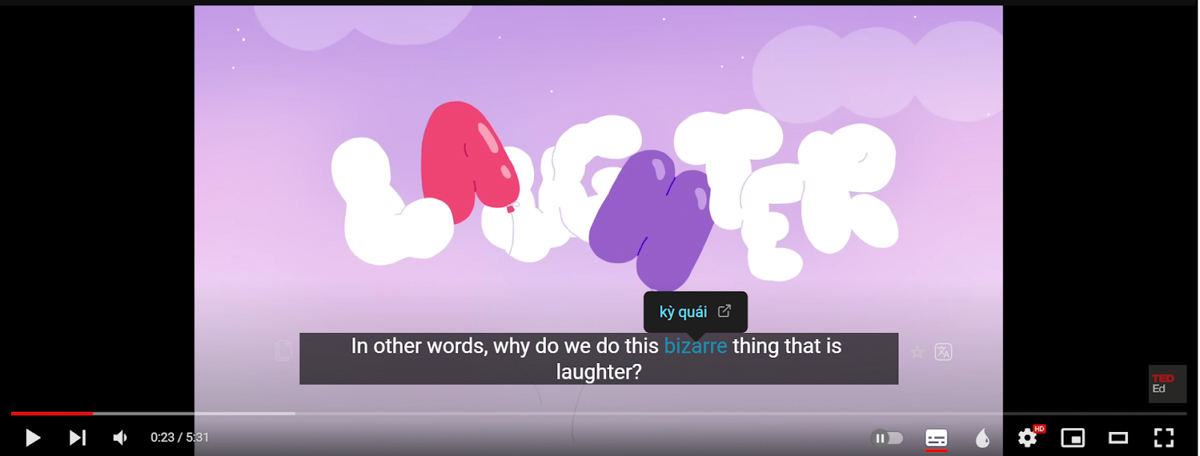 LAUGHTER
kỳ quái
In other words, why do we do this bizarre thing that is
laughter?
TED
Ed
0:23 / 5:31
HD